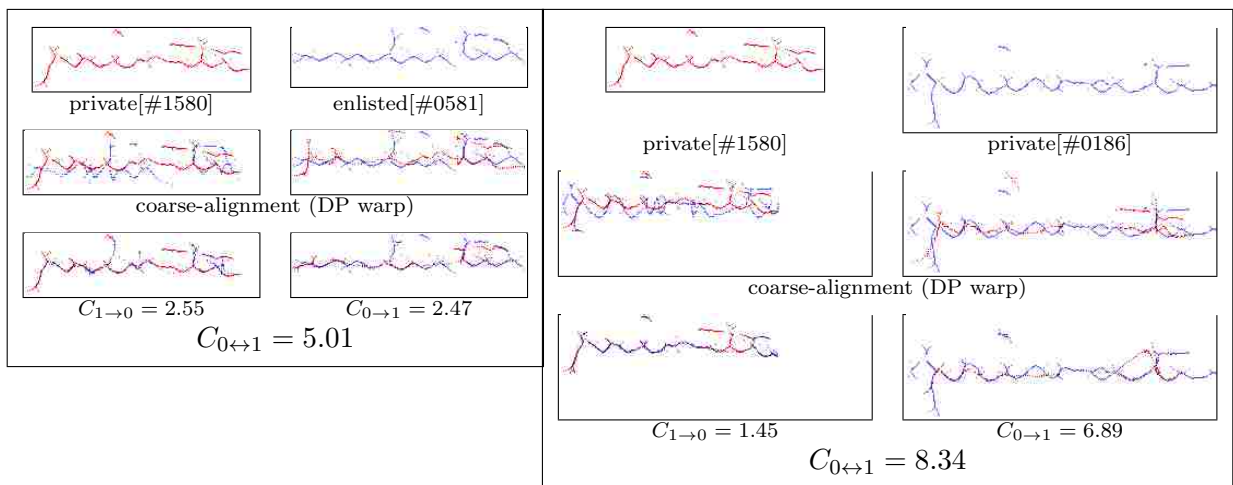 private[#1580] enlisted[#0581]
coarse-alignment (DP warp)
C1→0 = 2.55 C0→1 = 2.47
C0↔1 = 5.01
private[#1580] private[#0186]
coarse-alignment (DP warp)
C1→0 = 1.45 C0→1 = 6.89
C0↔1 = 8.34